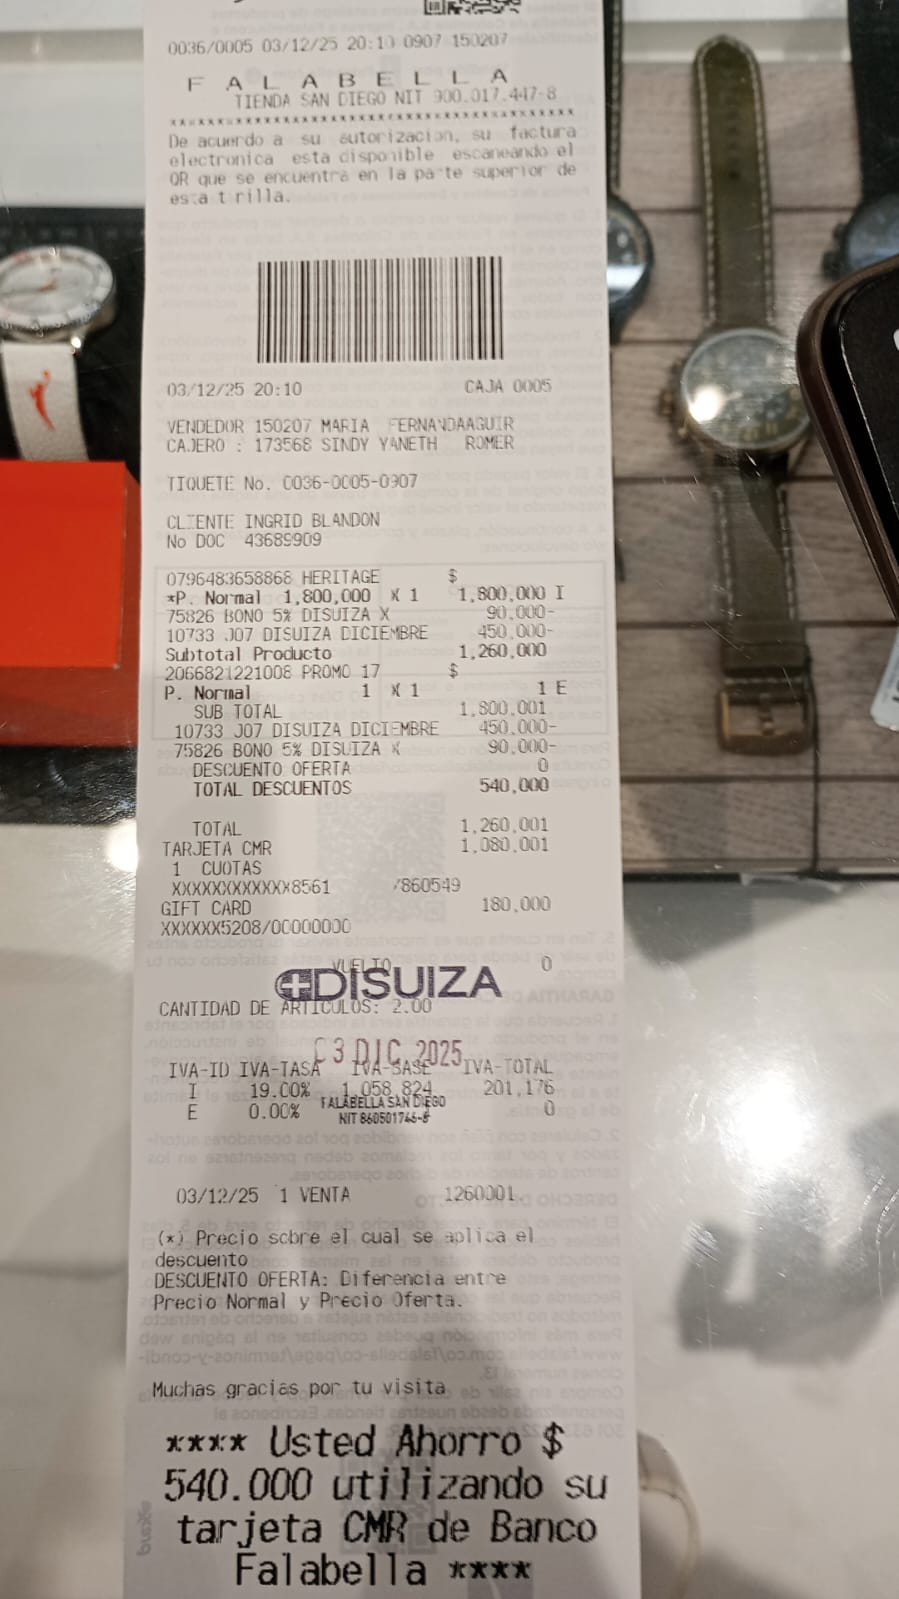 0036/0005 03/12/25 20:10 0907 150207
FALABELLA
TIENDA SAN DIEGO NIT 900.017.447-8
****************************************
De acuerdo a su autorizacion, su factura
electronica esta disponible escaneando el
QR que se encuentra en la parte superior de
esta tirilla.
03/12/25 20:10 CAJA 0005
VENDEDOR 150207 MARIA FERNANDAAGUIR
CAJERO : 173568 SINDY YANETH ROMER
TIQUETE No. 0036-0005-0907
CLIENTE INGRID BLANDON
No DOC 43689909
0796483658868 HERITAGE $
*P. Normal 1,800,000 X 1 1,800,000 I
75826 BONO 5% DISUIZA X 90,000-
10733 J07 DISUIZA DICIEMBRE 450,000-
Subtotal Producto 1,260,000
2066821221008 PROMO 17 $
P. Normal 1 X 1 1 E
SUB TOTAL 1,800,001
10733 J07 DISUIZA DICIEMBRE 450,000-
75826 BONO 5% DISUIZA X 90,000-
DESCUENTO OFERTA 0
TOTAL DESCUENTOS 540,000
TOTAL 1,260,001
TARJETA CMR 1,080,001
1 CUOTAS
XXXXXXXXXXXX8561 /860549
GIFT CARD 180,000
XXXXXX5208/00000000
VUELTO 0
DISUIZA
CANTIDAD DE ARTICULOS: 2.00
03 DIC. 2025
IVA-ID IVA-TASA IVA-BASE IVA-TOTAL
I 19.00% 1,058,824 201,176
FALABELLA SAN DIEGO
E 0.00% 0
NIT 860501766-8
03/12/25 1 VENTA 1260001.
(*) Precio sobre el cual se aplica el
descuento
DESCUENTO OFERTA: Diferencia entre
Precio Normal y Precio Oferta.
Muchas gracias por tu visita
**** Usted Ahorro $
540.000 utilizando su
tarjeta CMR de Banco
Falabella ****